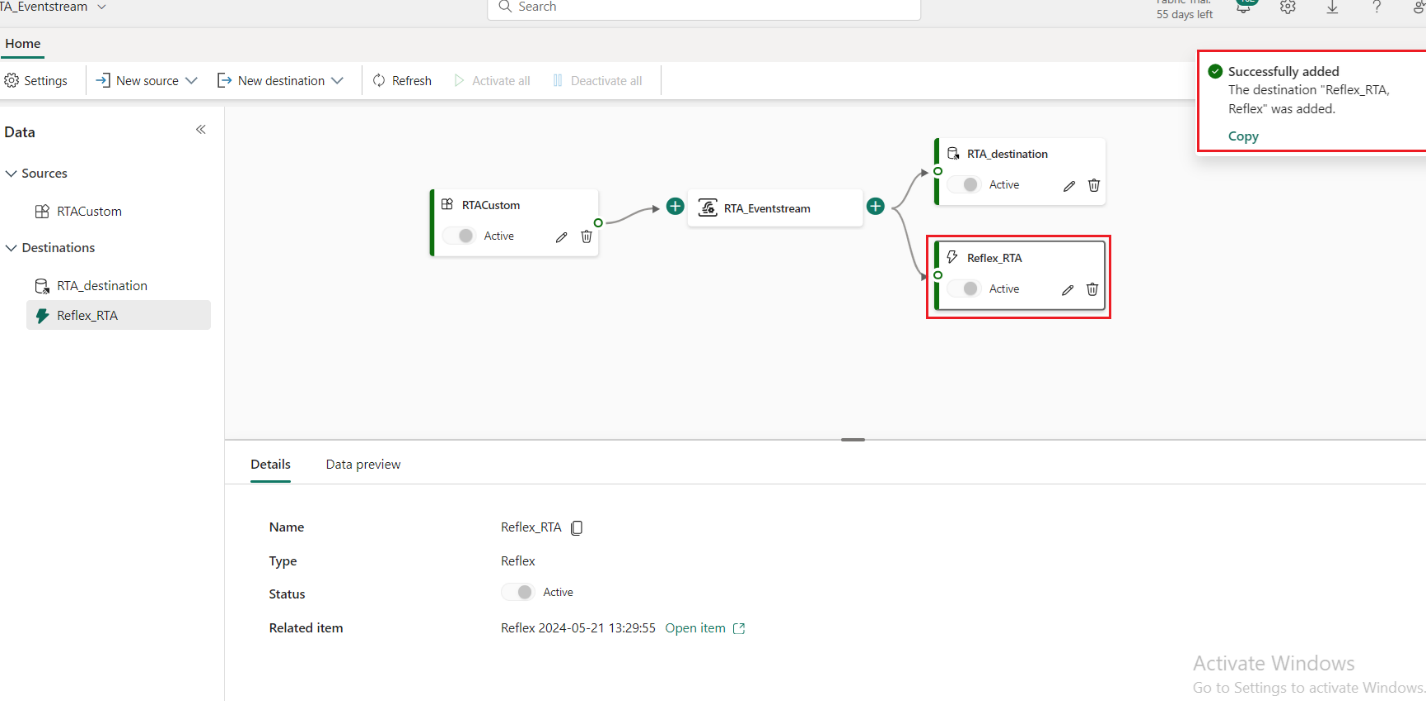 TA_Eventstream
Search
Fabric Trial:
55 days left
Home
Settings
New source
New destination
Refresh
Activate all
Deactivate all
Successfully added
The destination "Reflex_RTA,
Reflex" was added.
Copy
Data
Sources
RTACustom
Destinations
RTA_destination
Reflex_RTA
RTACustom
Active
RTA_Eventstream
RTA_destination
Active
Reflex_RTA
Active
Details
Data preview
Name
Reflex_RTA
Type
Reflex
Status
Active
Related item
Reflex 2024-05-21 13:29:55 Open item
Activate Windows
Go to Settings to activate Windows.